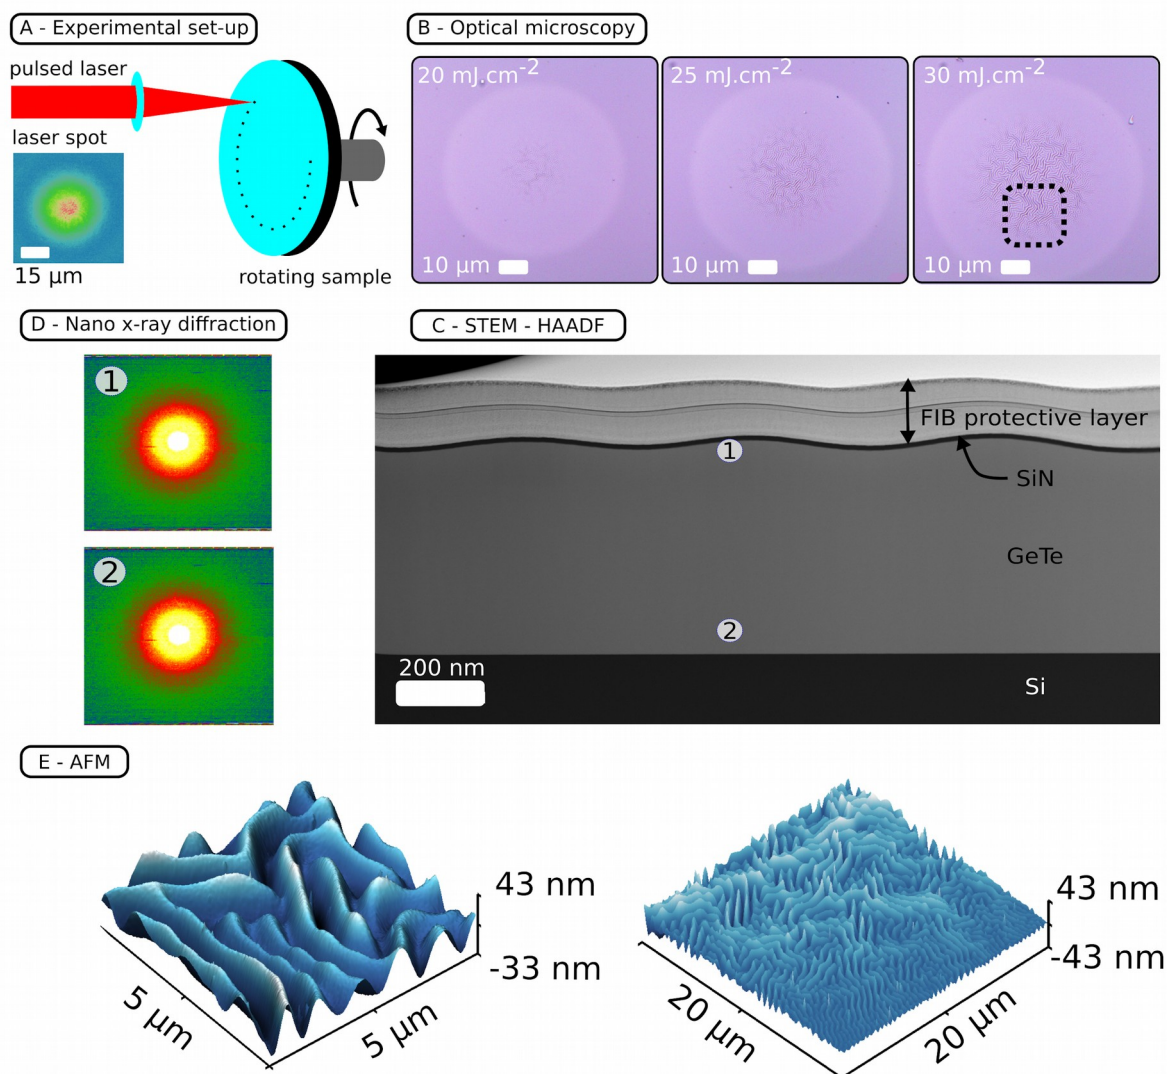 A - Experimental set-up
pulsed laser
laser spot
15 µm
rotating sample
B - Optical microscopy
20 mJ.cm-2
10 µm
25 mJ.cm-2
10 µm
30 mJ.cm-2
10 µm
D - Nano x-ray diffraction
1
2
C - STEM - HAADF
FIB protective layer
1
SiN
GeTe
2
200 nm
Si
E - AFM
43 nm
-33 nm
5 µm
5 µm
43 nm
-43 nm
20 µm
20 µm